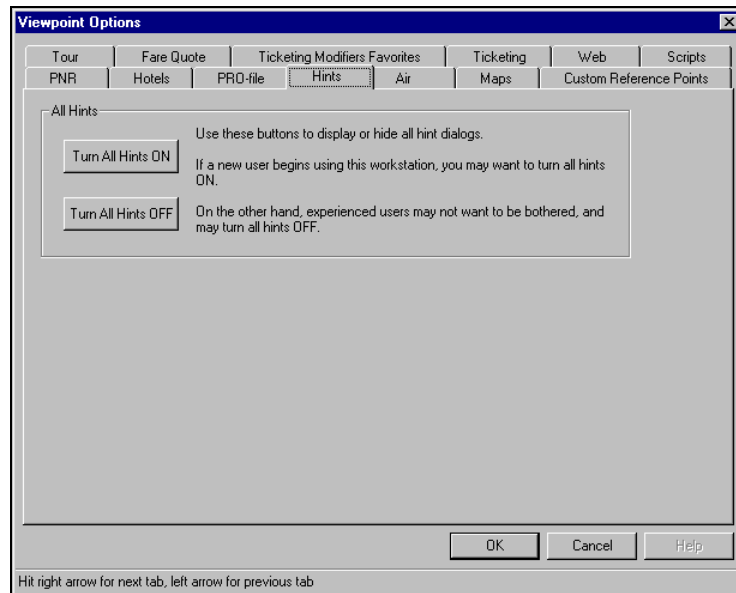 Viewpoint Options
Tour Fare Quote Ticketing Modifiers Favorites Ticketing Web Scripts
PNR Hotels PRO-file Hints Air Maps Custom Reference Points
All Hints
Turn All Hints ON
Use these buttons to display or hide all hint dialogs.
If a new user begins using this workstation, you may want to turn all hints
ON.
Turn All Hints OFF
On the other hand, experienced users may not want to be bothered, and
may turn all hints OFF.
OK Cancel Help
Hit right arrow for next tab, left arrow for previous tab